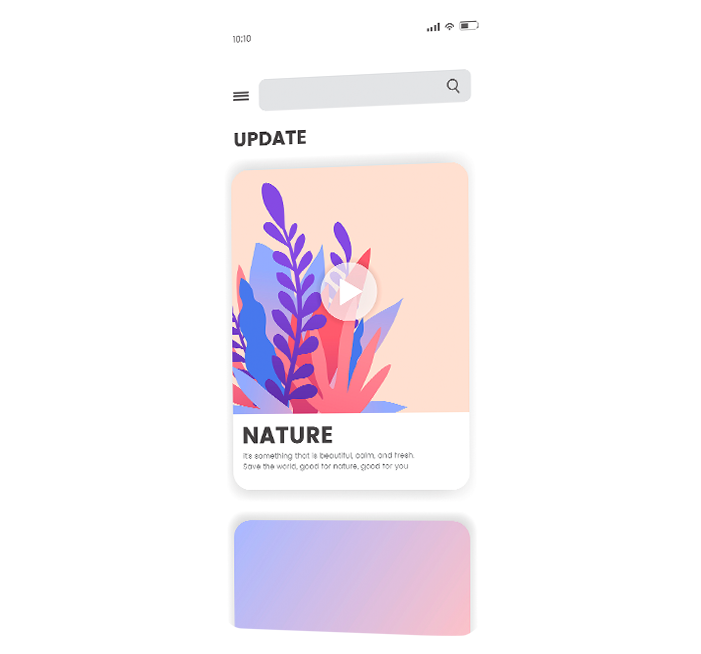 10:10
UPDATE
NATURE
It's something that is beautiful, calm, and fresh.
Save the world, good for nature, good for you